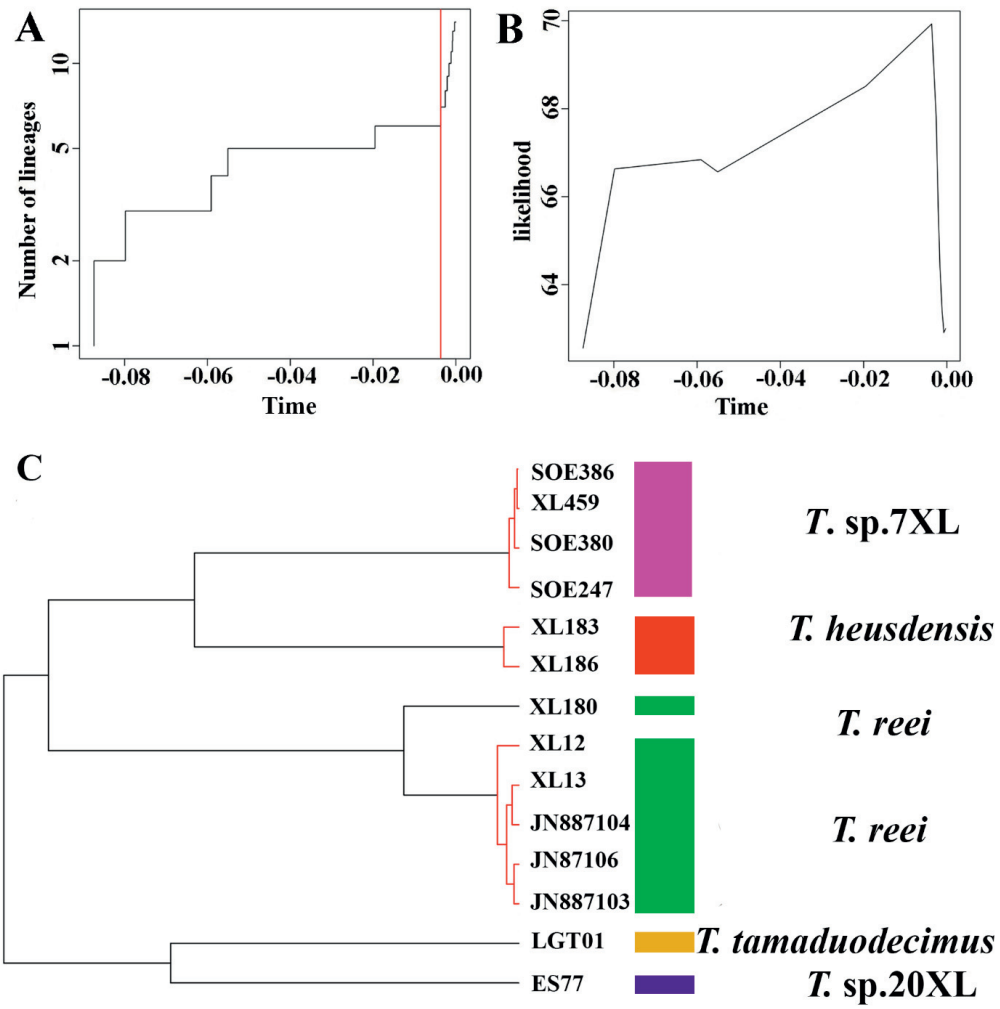 A
Number of lineages
10
5
2
1
-0.08
-0.06
-0.04
-0.02
0.00
Time
B
likelihood
70
68
66
64
-0.08
-0.06
-0.04
-0.02
0.00
Time
C
SOE386
XL459
SOE380
SOE247
T. sp.7XL
XL183
XL186
T. heusdensis
XL180
T. reei
XL12
XL13
JN887104
JN87106
JN887103
T. reei
LGT01
T. tamaduodecimus
ES77
T. sp.20XL